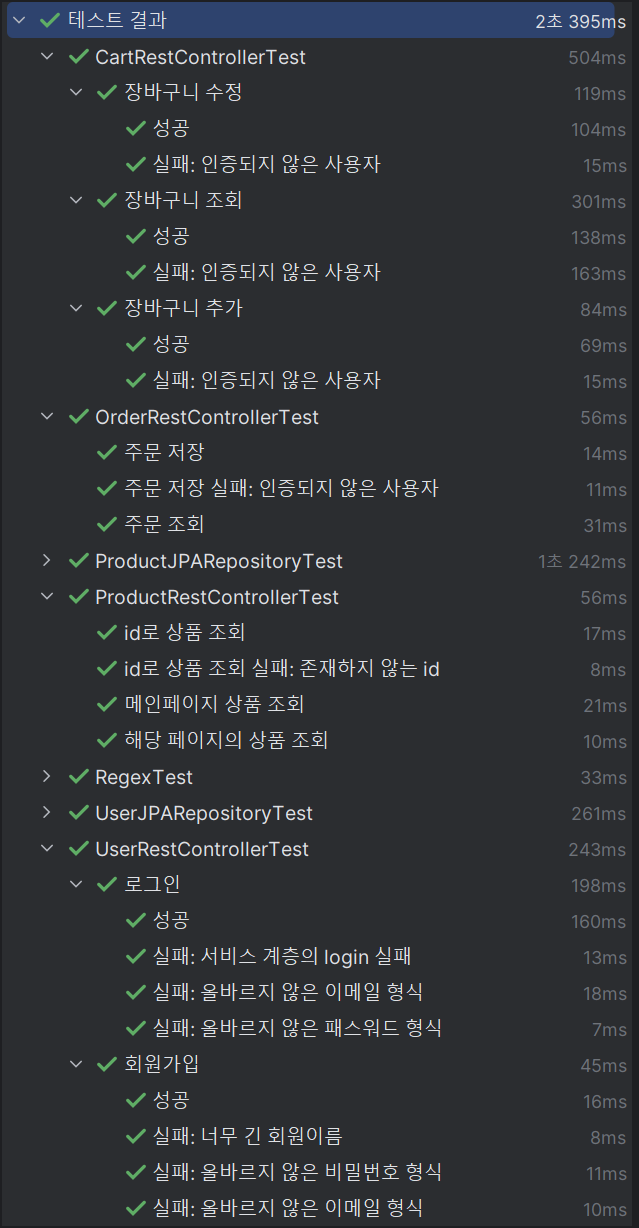 테스트 결과 2초 395ms
CartRestControllerTest 504ms
장바구니 수정 119ms
성공 104ms
실패: 인증되지 않은 사용자 15ms
장바구니 조회 301ms
성공 138ms
실패: 인증되지 않은 사용자 163ms
장바구니 추가 84ms
성공 69ms
실패: 인증되지 않은 사용자 15ms
OrderRestControllerTest 56ms
주문 저장 14ms
주문 저장 실패: 인증되지 않은 사용자 11ms
주문 조회 31ms
ProductJPARepositoryTest 1초 242ms
ProductRestControllerTest 56ms
id로 상품 조회 17ms
id로 상품 조회 실패: 존재하지 않는 id 8ms
메인페이지 상품 조회 21ms
해당 페이지의 상품 조회 10ms
RegexTest 33ms
UserJPARepositoryTest 261ms
UserRestControllerTest 243ms
로그인 198ms
성공 160ms
실패: 서비스 계층의 login 실패 13ms
실패: 올바르지 않은 이메일 형식 18ms
실패: 올바르지 않은 패스워드 형식 7ms
회원가입 45ms
성공 16ms
실패: 너무 긴 회원이름 8ms
실패: 올바르지 않은 비밀번호 형식 11ms
실패: 올바르지 않은 이메일 형식 10ms